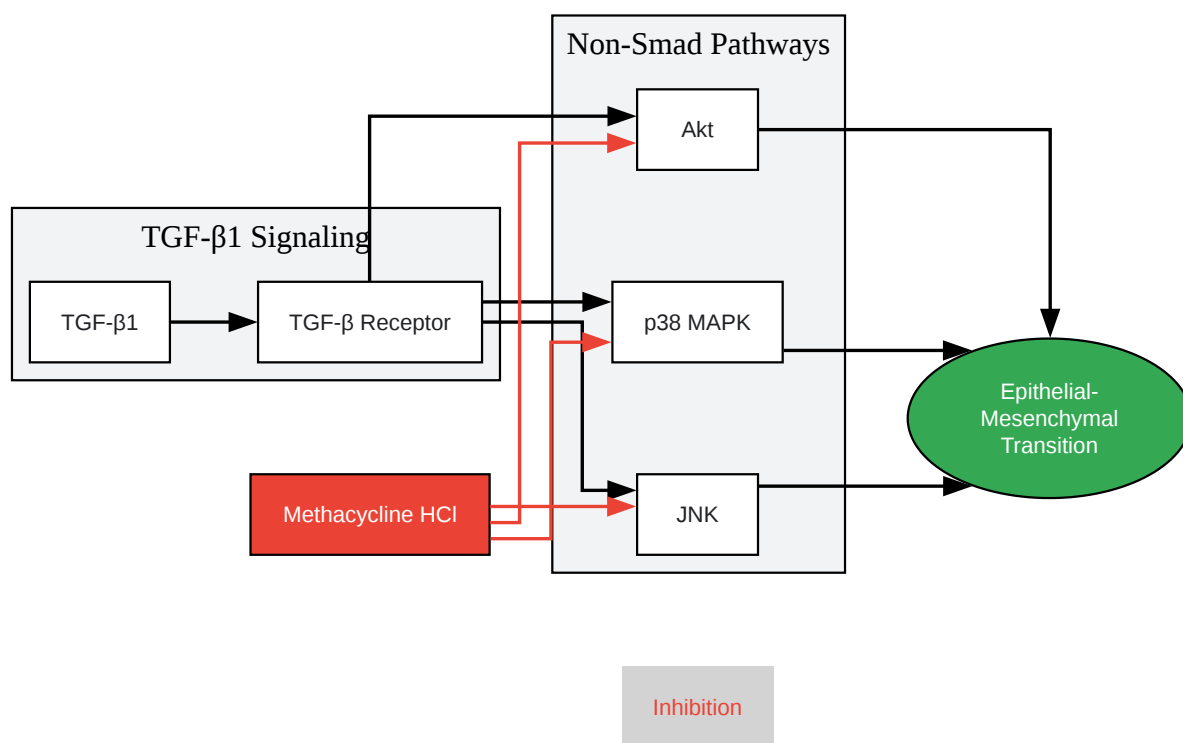 Non-Smad Pathways
Akt
TGF-β1 Signaling
TGF-β1
TGF-β Receptor
p38 MAPK
Epithelial-
Mesenchymal
Transition
Methacycline HCl
JNK
Inhibition